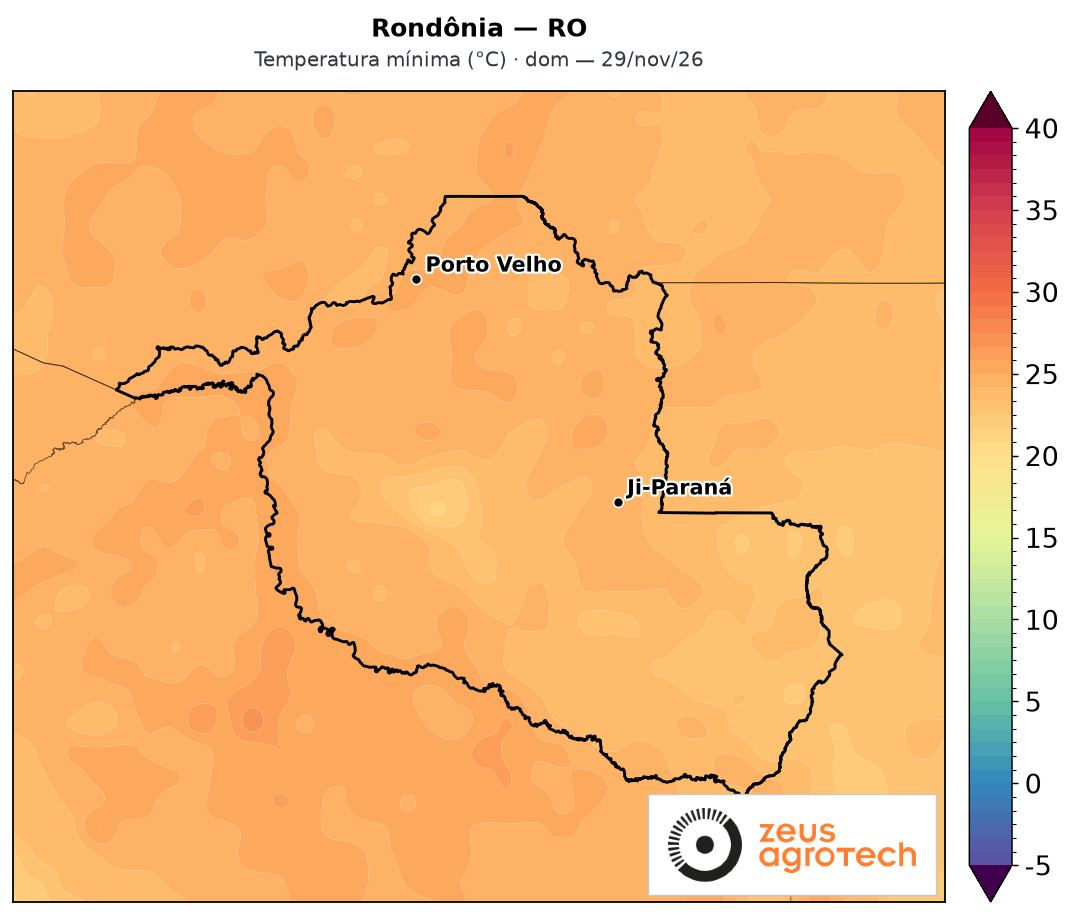 Rondônia — RO
Temperatura mínima (°C) · dom — 29/nov/26
40
35
30
25
20
15
10
5
0
-5
Porto Velho
Ji-Paraná
zeus
agrotech